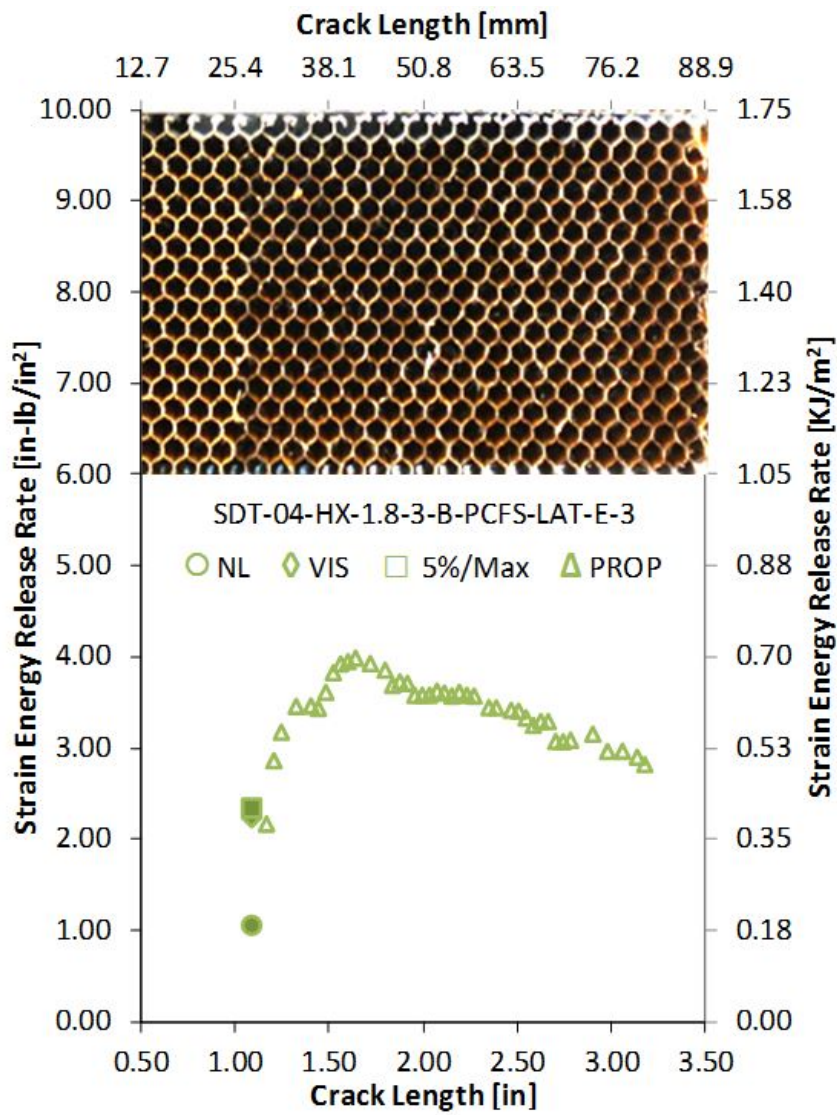 Crack Length [mm]
12.7 25.4 38.1 50.8 63.5 76.2 88.9
10.00 1.75
9.00 1.58
8.00 1.40
7.00 1.23
6.00 1.05
5.00 0.88
4.00 0.70
3.00 0.53
2.00 0.35
1.00 0.18
0.00 0.00
Strain Energy Release Rate [in-lb/in²]
Strain Energy Release Rate [KJ/m²]
SDT-04-HX-1.8-3-B-PCFS-LAT-E-3
NL VIS 5%/Max PROP
0.50 1.00 1.50 2.00 2.50 3.00 3.50
Crack Length [in]